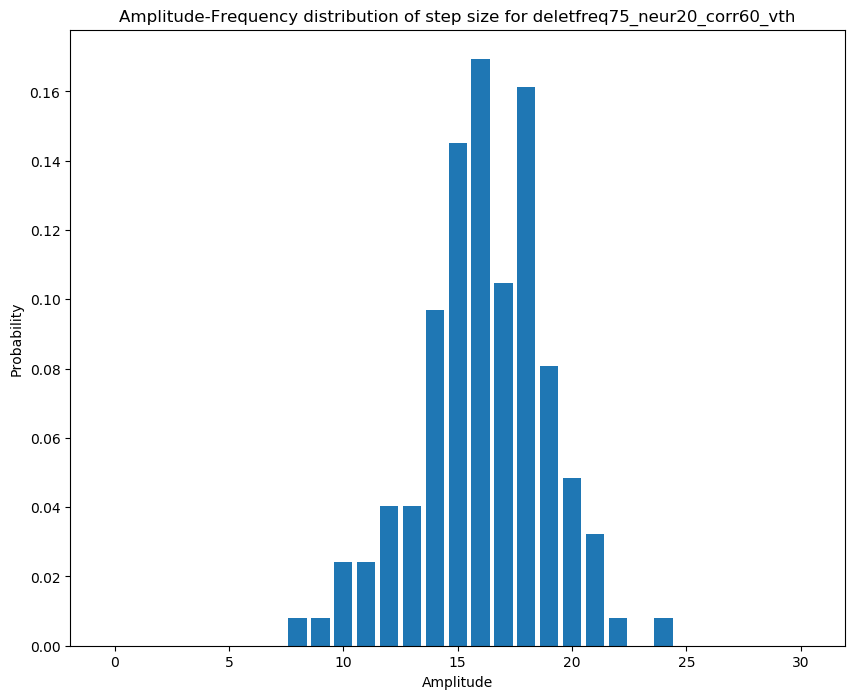 Amplitude-Frequency distribution of step size for deletfreq75_neur20_corr60_vth
0.16
0.14
0.12
0.10
0.08
0.06
0.04
0.02
0.00
Probability
0 5 10 15 20 25 30
Amplitude